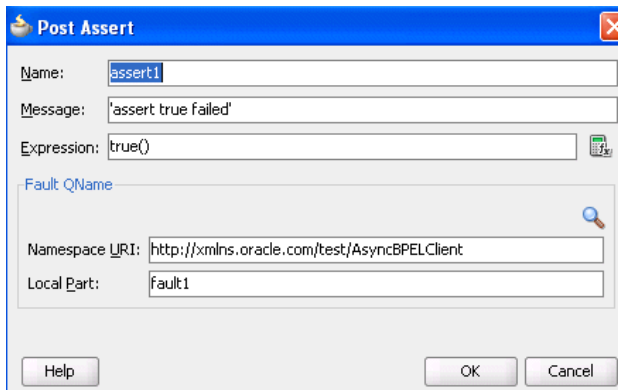 Post Assert
Name: assert1
Message: 'assert true failed'
Expression: true()
Fault QName
Namespace URI: http://xmlns.oracle.com/test/AsyncBPELClient
Local Part: fault1
Help OK Cancel